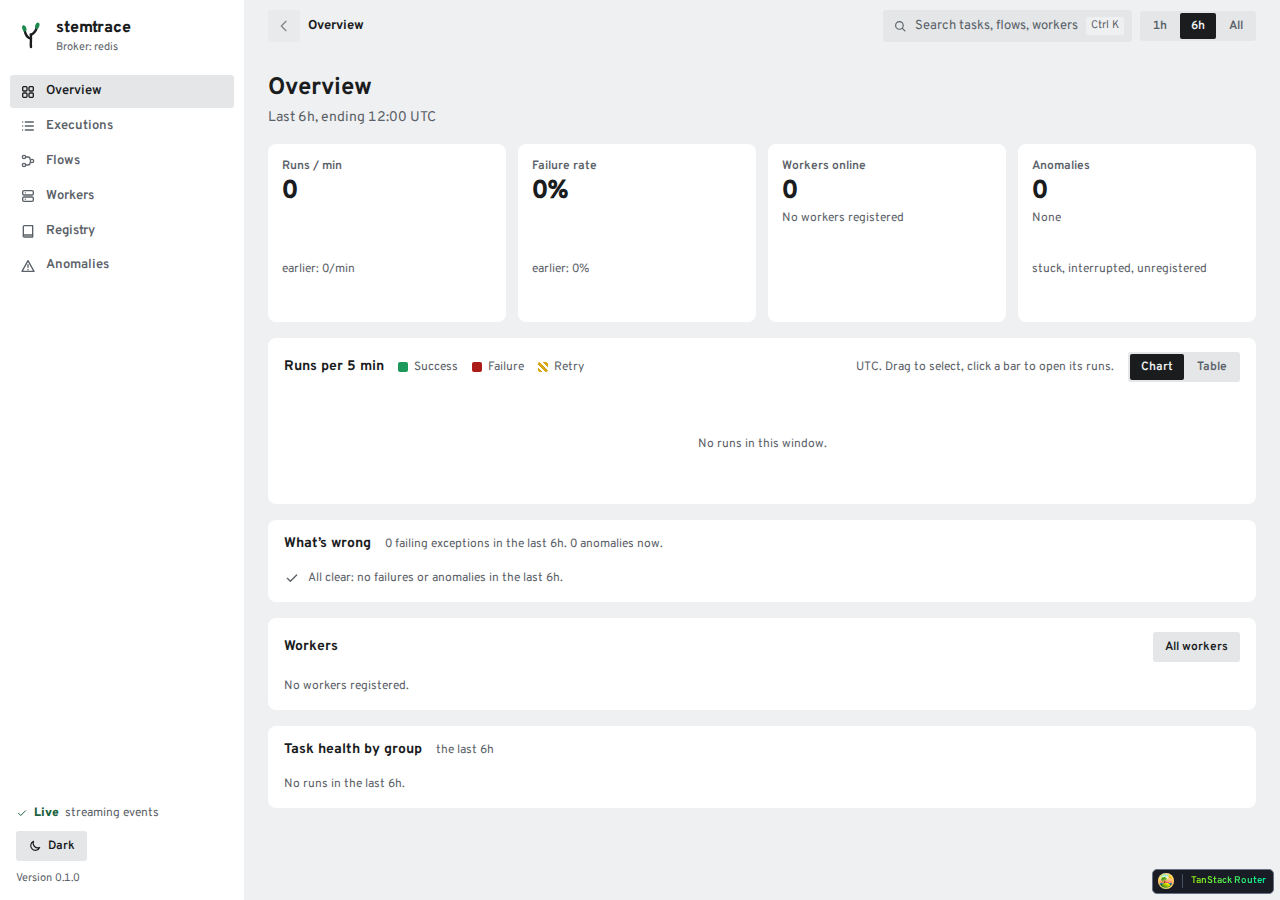 stemtrace
Broker: redis
Overview
Executions
Flows
Workers
Registry
Anomalies
Live streaming events
Dark
Version 0.1.0
Overview
Search tasks, flows, workers Ctrl K
1h 6h All
Overview
Last 6h, ending 12:00 UTC
Runs / min
0
earlier: 0/min
Failure rate
0%
earlier: 0%
Workers online
0
No workers registered
Anomalies
0
None
stuck, interrupted, unregistered
Runs per 5 min Success Failure Retry
UTC. Drag to select, click a bar to open its runs. Chart Table
No runs in this window.
What's wrong 0 failing exceptions in the last 6h. 0 anomalies now.
All clear: no failures or anomalies in the last 6h.
Workers All workers
No workers registered.
Task health by group the last 6h
No runs in the last 6h.
TanStack Router